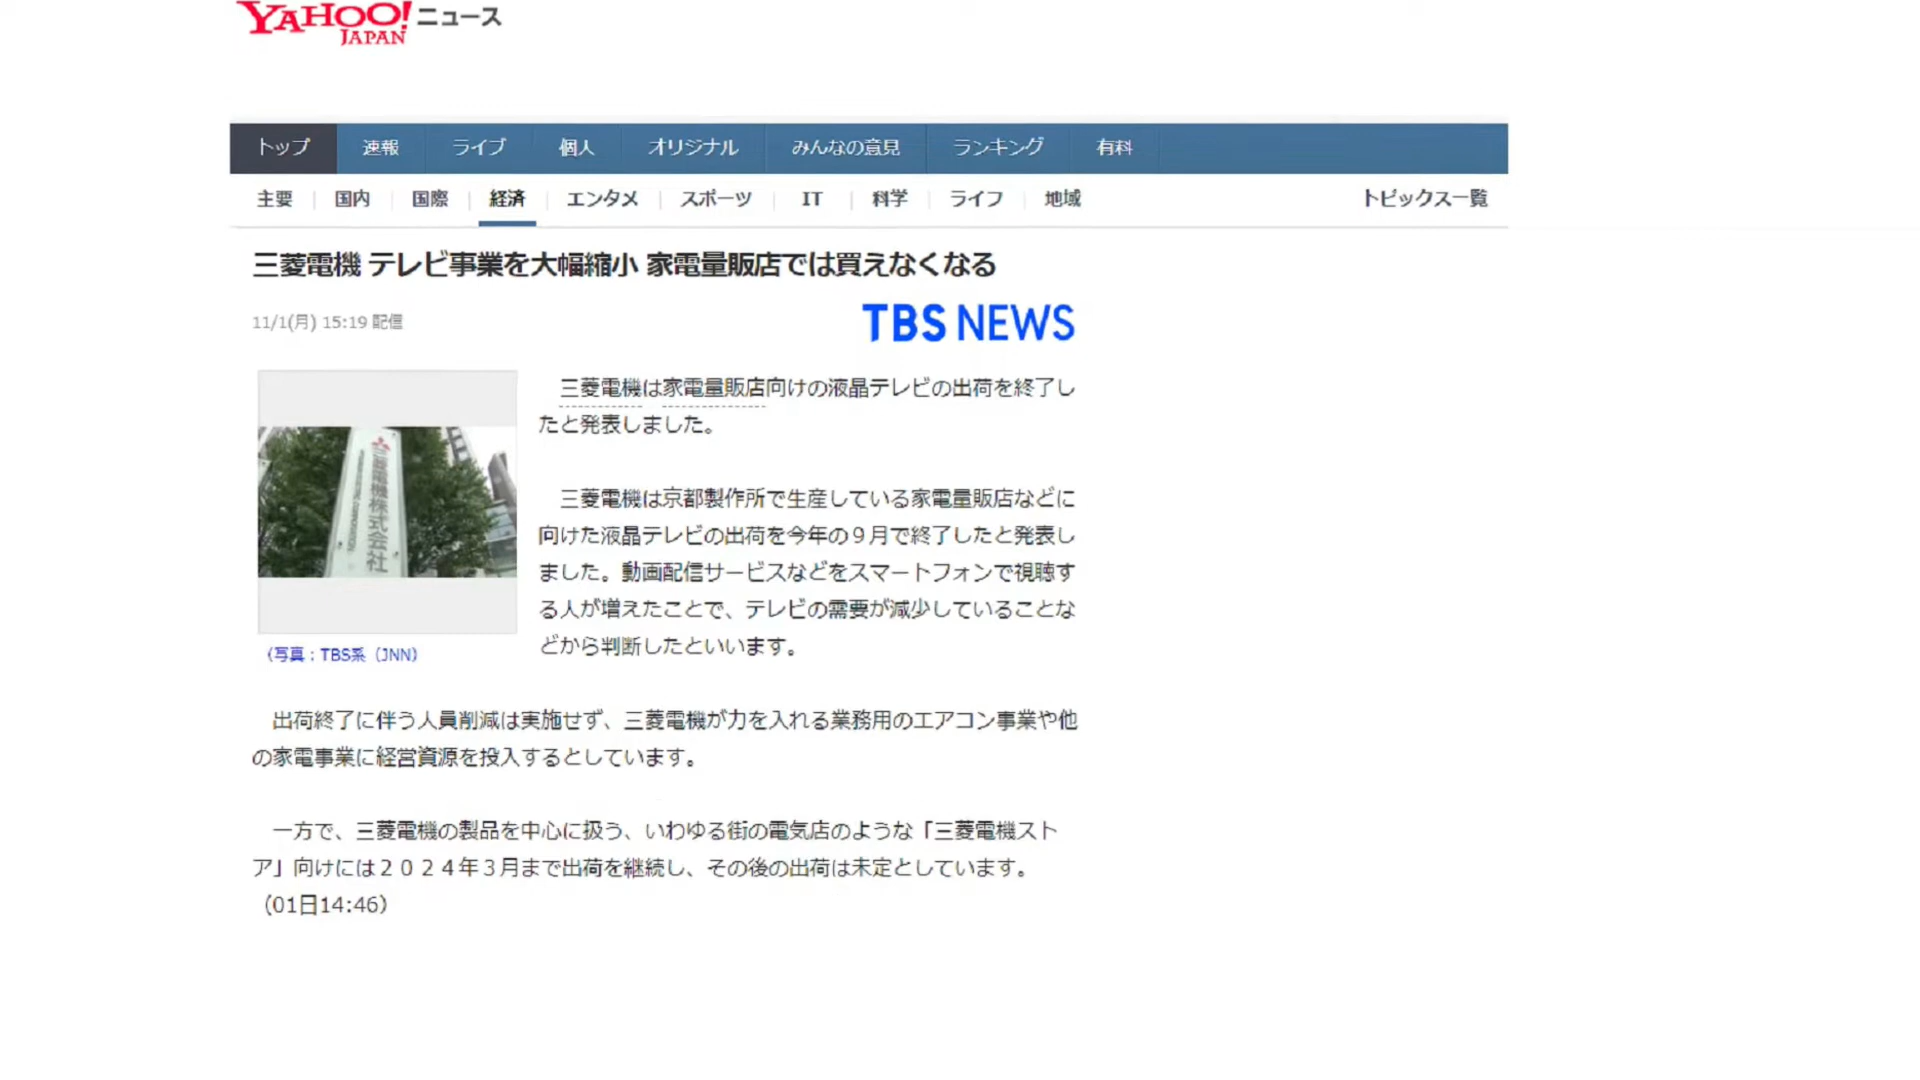 YAHOO! ニュース
JAPAN
トップ 速報 ライブ 個人 オリジナル みんなの意見 ランキング 有料
主要 国内 国際 経済 エンタメ スポーツ IT 科学 ライフ 地域 トピックス一覧
三菱電機 テレビ事業を大幅縮小 家電量販店では買えなくなる
11/1(月) 15:19 配信
TBS NEWS
三菱電機は家電量販店向けの液晶テレビの出荷を終了し
たと発表しました。
三菱電機は京都製作所で生産している家電量販店などに
向けた液晶テレビの出荷を今年の９月で終了したと発表し
ました。動画配信サービスなどをスマートフォンで視聴す
る人が増えたことで、テレビの需要が減少していることな
どから判断したといいます。
三菱電機株式会社
（写真：TBS系（JNN）
出荷終了に伴う人員削減は実施せず、三菱電機が力を入れる業務用のエアコン事業や他
の家電事業に経営資源を投入するとしています。
一方で、三菱電機の製品を中心に扱う、いわゆる街の電気店のような「三菱電機スト
ア」向けには２０２４年３月まで出荷を継続し、その後の出荷は未定としています。
（01日14:46）